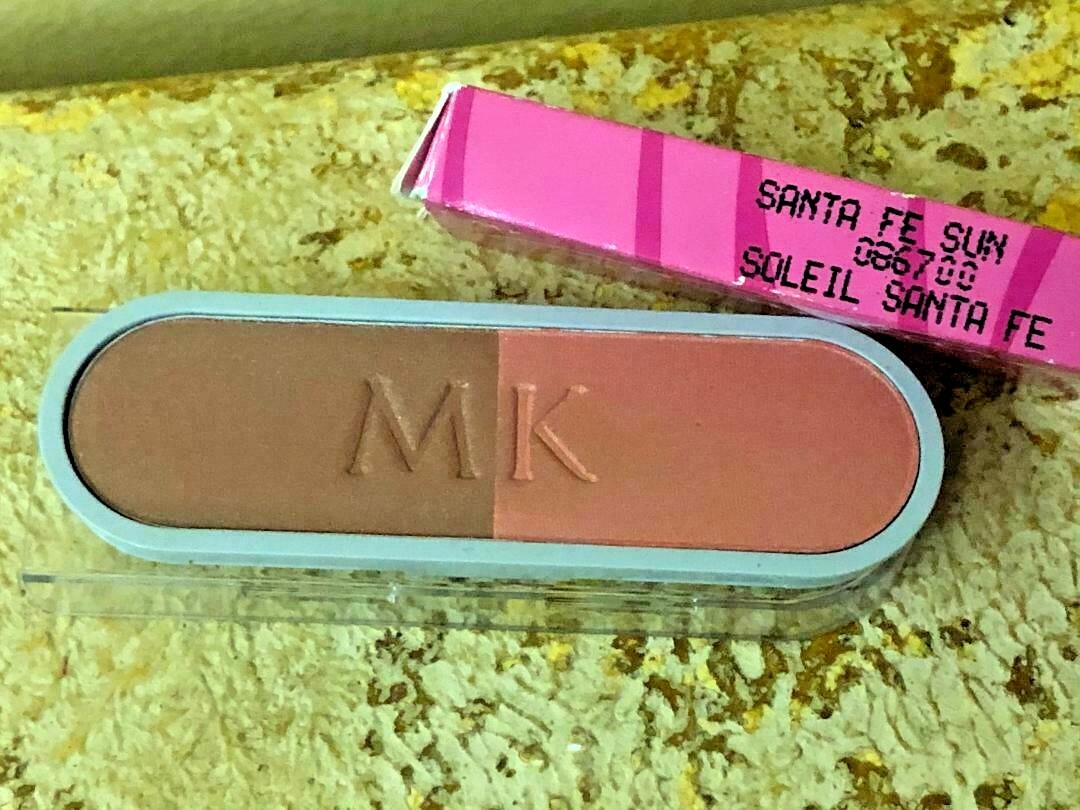 SANTA FE SUN
086700
SOLEIL SANTA FE
MK